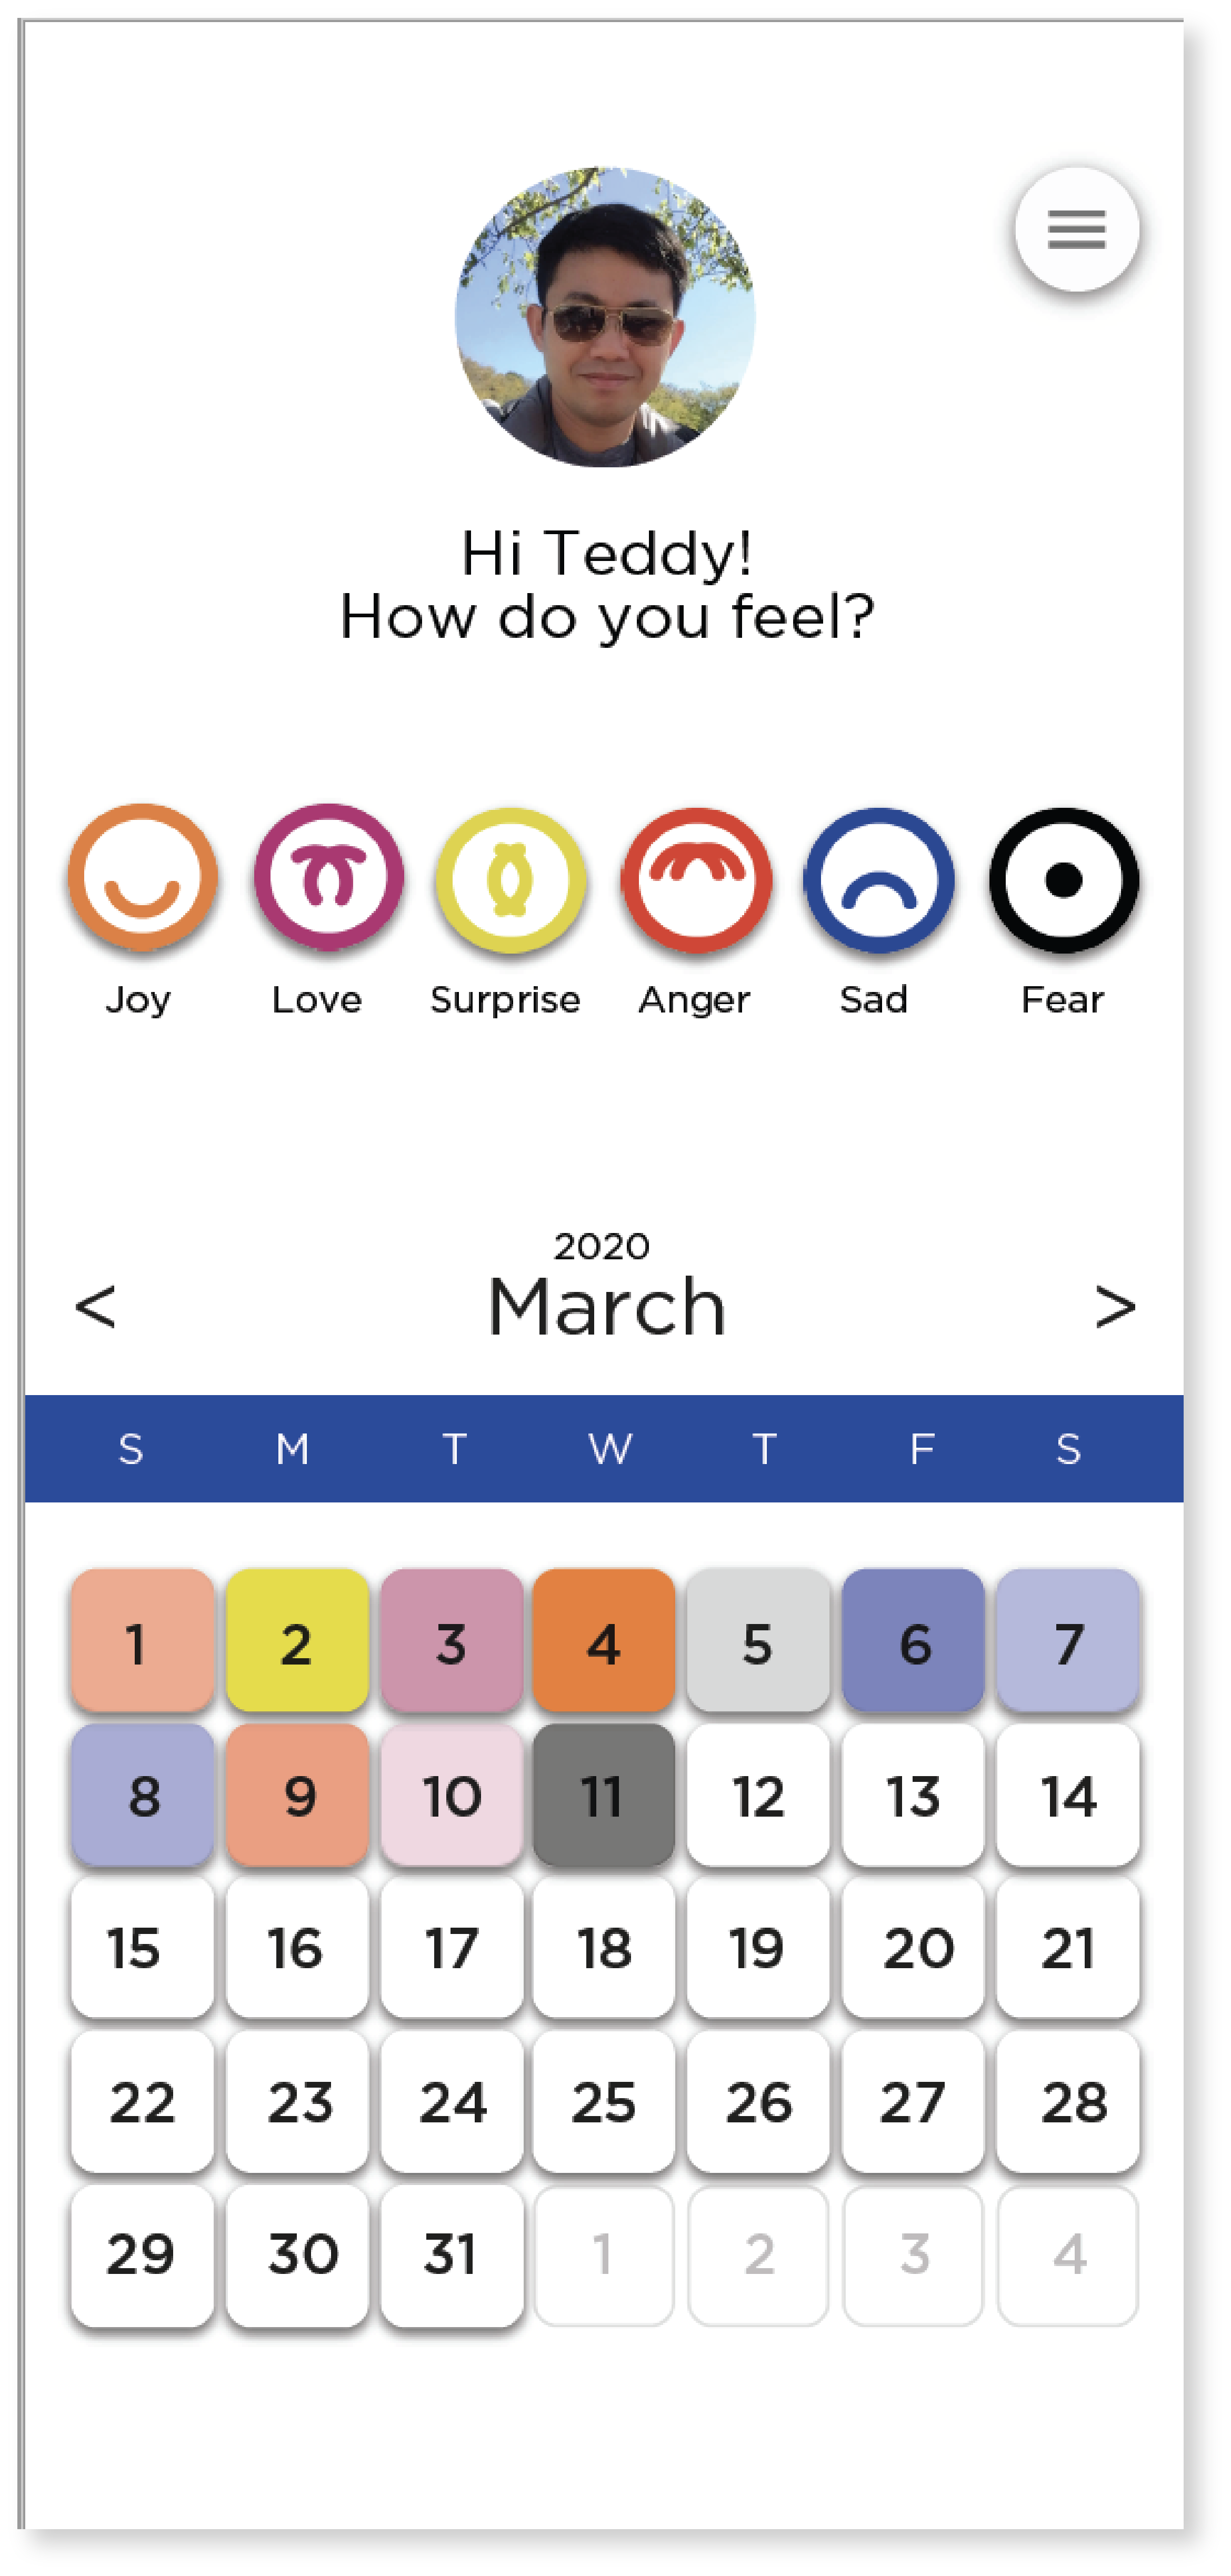 Hi Teddy!
How do you feel?
Joy Love Surprise Anger Sad Fear
2020
< March >
S M T W T F S
1 2 3 4 5 6 7
8 9 10 11 12 13 14
15 16 17 18 19 20 21
22 23 24 25 26 27 28
29 30 31 1 2 3 4